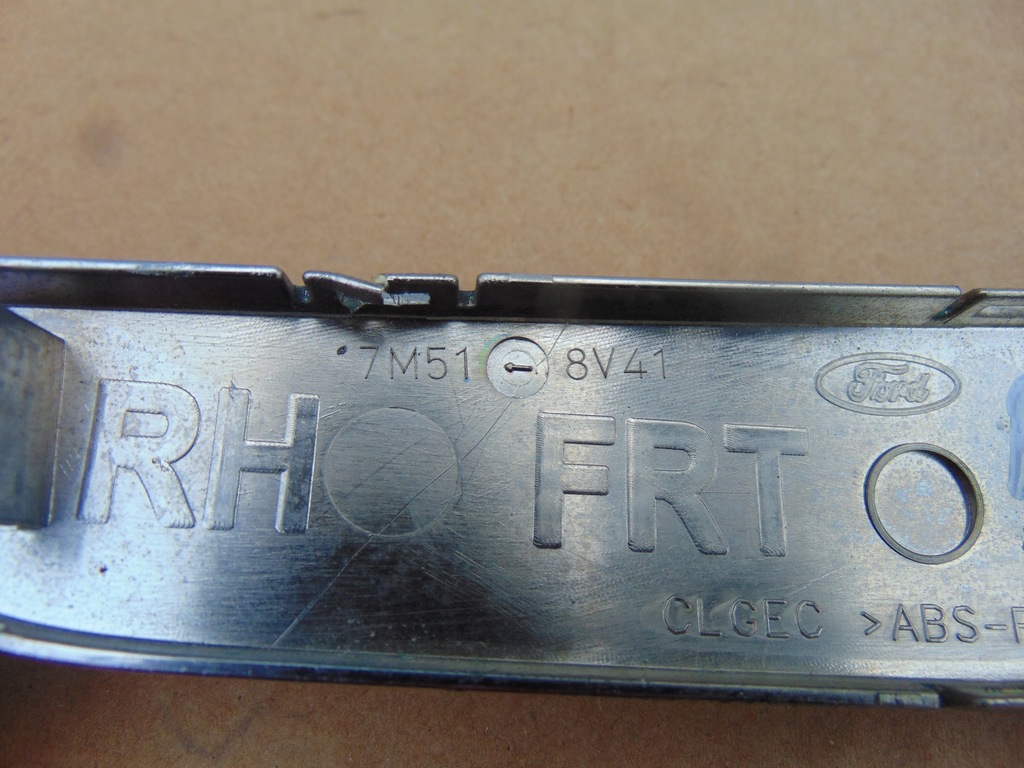 7M51 8V41
Ford
RH FRT
CLGEC >ABS-